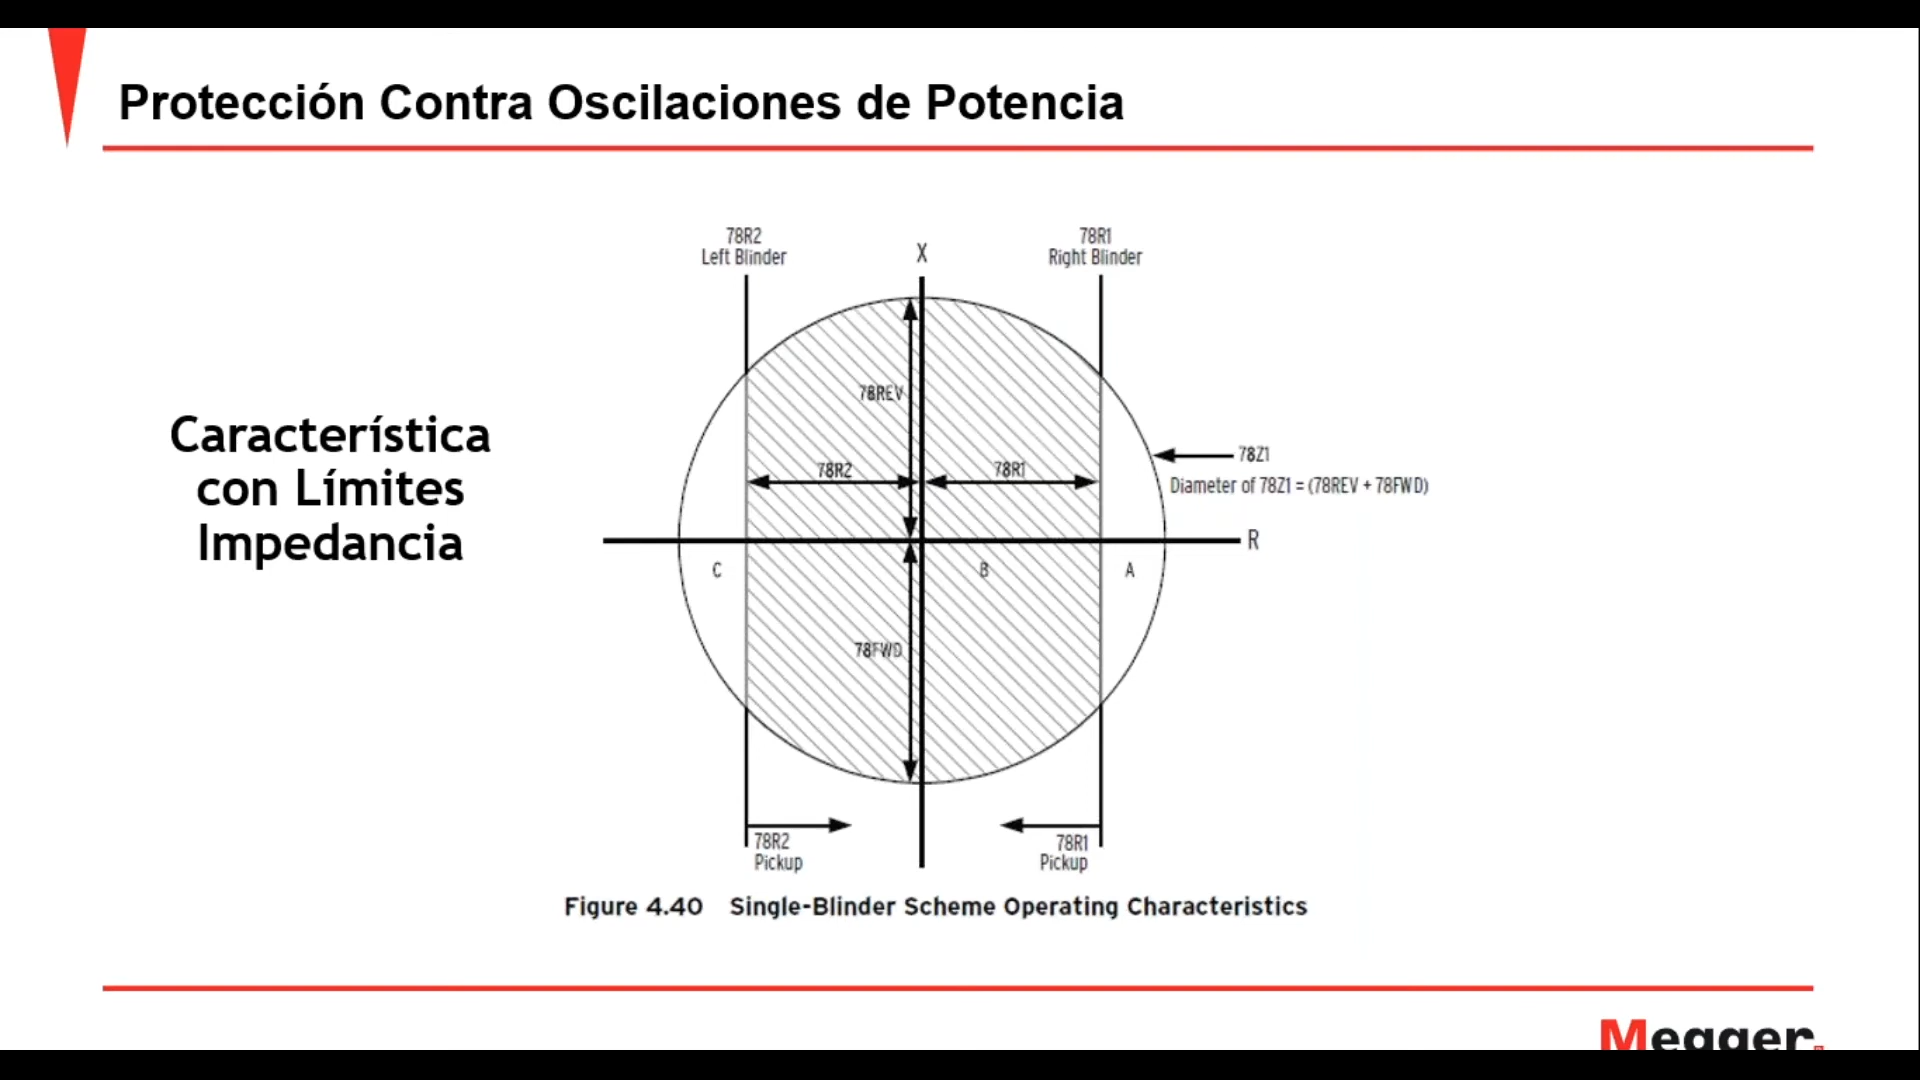 Protección Contra Oscilaciones de Potencia
78R2
Left Blinder
X
78R1
Right Blinder
78REV
Característica
con Límites
Impedancia
78R2
78R1
78Z1
Diameter of 78Z1 = (78REV + 78FWD)
R
C
B
A
78FWD
78R2
Pickup
78R1
Pickup
Figure 4.40 Single-Blinder Scheme Operating Characteristics
Megger.